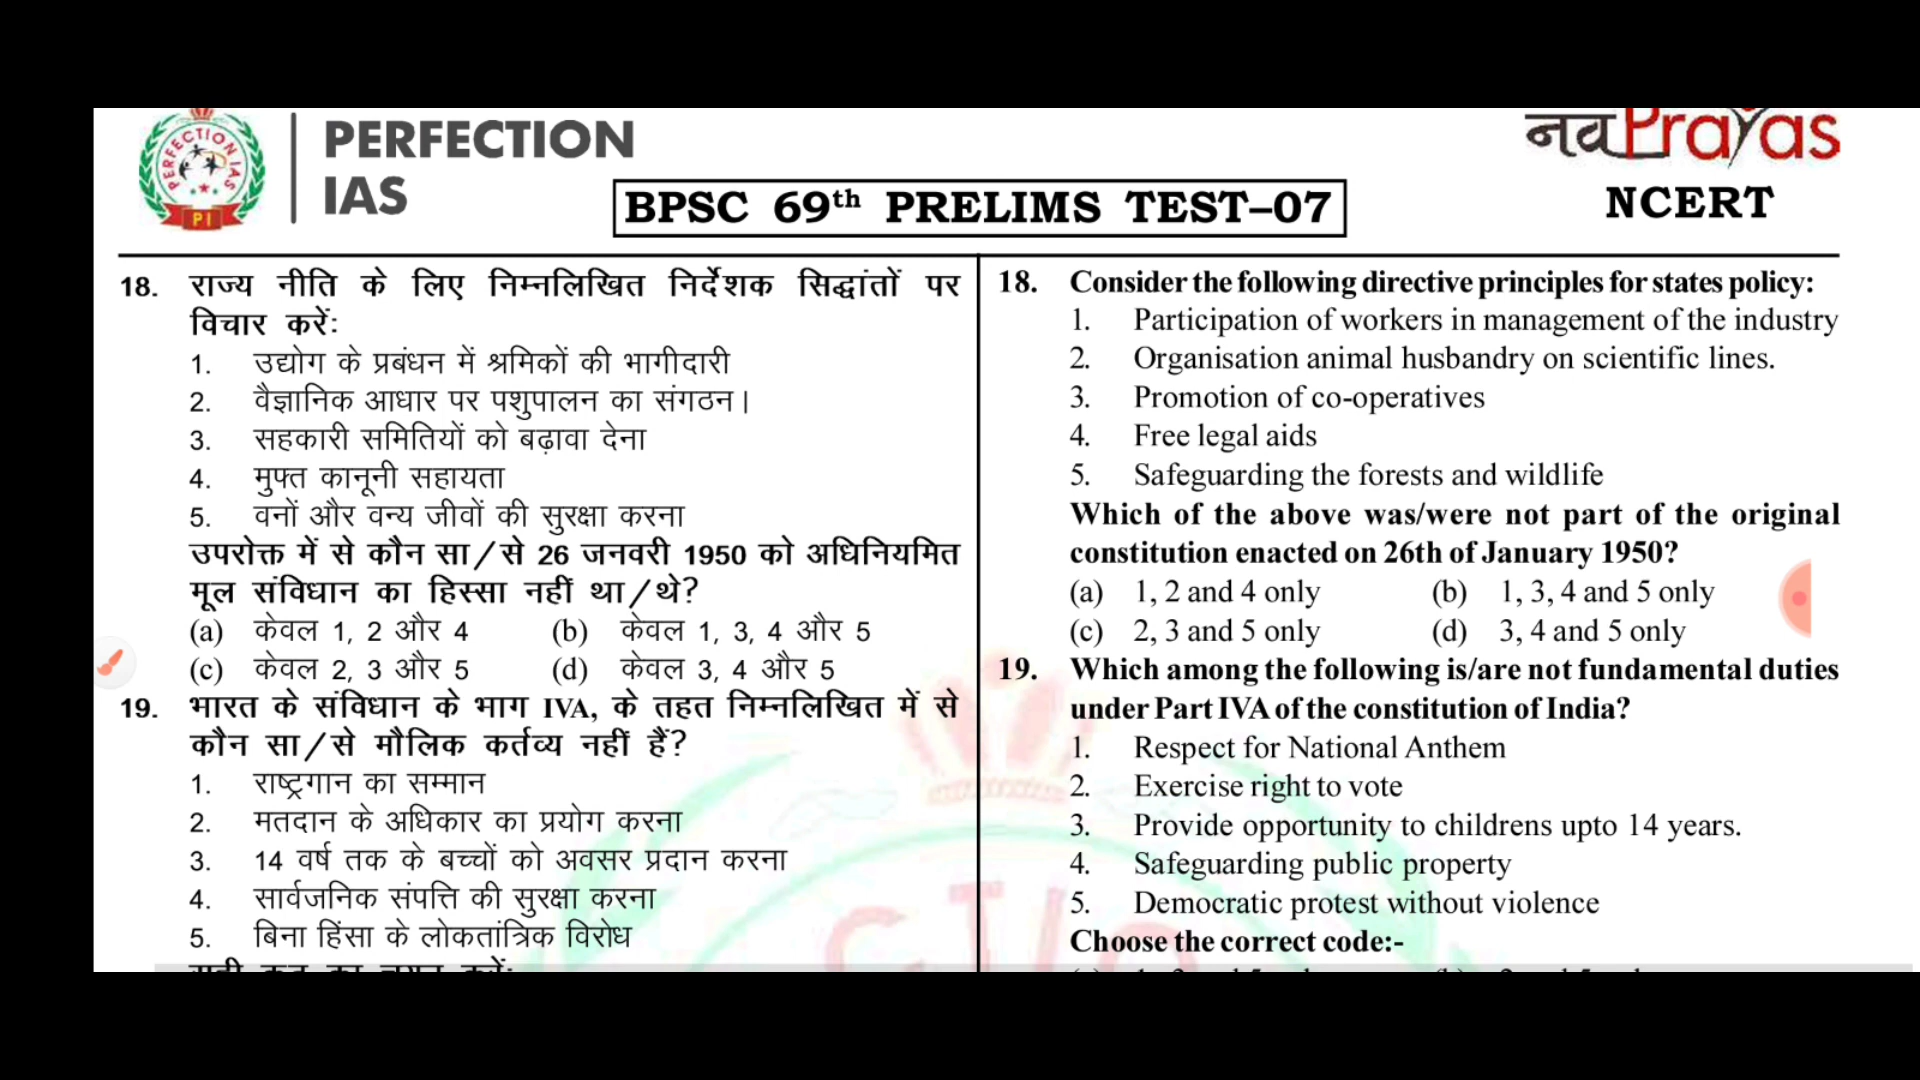 PERFECTION
IAS
PERFECTION IAS
PI
नवPrayas
NCERT
BPSC 69th PRELIMS TEST–07
18. राज्य नीति के लिए निम्नलिखित निर्देशक सिद्धांतों पर
विचार करें:
1. उद्योग के प्रबंधन में श्रमिकों की भागीदारी
2. वैज्ञानिक आधार पर पशुपालन का संगठन।
3. सहकारी समितियों को बढ़ावा देना
4. मुफ्त कानूनी सहायता
5. वनों और वन्य जीवों की सुरक्षा करना
उपरोक्त में से कौन सा/से 26 जनवरी 1950 को अधिनियमित
मूल संविधान का हिस्सा नहीं था/थे?
(a) केवल 1, 2 और 4 (b) केवल 1, 3, 4 और 5
(c) केवल 2, 3 और 5 (d) केवल 3, 4 और 5
19. भारत के संविधान के भाग IVA, के तहत निम्नलिखित में से
कौन सा/से मौलिक कर्तव्य नहीं हैं?
1. राष्ट्रगान का सम्मान
2. मतदान के अधिकार का प्रयोग करना
3. 14 वर्ष तक के बच्चों को अवसर प्रदान करना
4. सार्वजनिक संपत्ति की सुरक्षा करना
5. बिना हिंसा के लोकतांत्रिक विरोध
18. Consider the following directive principles for states policy:
1. Participation of workers in management of the industry
2. Organisation animal husbandry on scientific lines.
3. Promotion of co-operatives
4. Free legal aids
5. Safeguarding the forests and wildlife
Which of the above was/were not part of the original
constitution enacted on 26th of January 1950?
(a) 1, 2 and 4 only (b) 1, 3, 4 and 5 only
(c) 2, 3 and 5 only (d) 3, 4 and 5 only
19. Which among the following is/are not fundamental duties
under Part IVA of the constitution of India?
1. Respect for National Anthem
2. Exercise right to vote
3. Provide opportunity to childrens upto 14 years.
4. Safeguarding public property
5. Democratic protest without violence
Choose the correct code:-